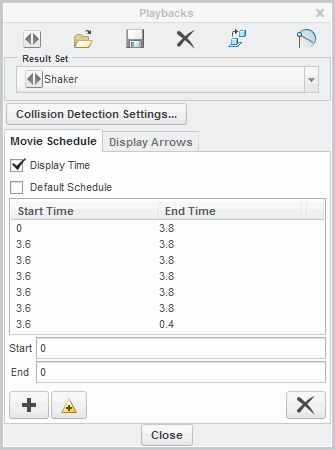 Playbacks
Result Set
Shaker
Collision Detection Settings...
Movie Schedule Display Arrows
Display Time
Default Schedule
Start Time End Time
0 3.8
3.6 3.8
3.6 3.8
3.6 3.8
3.6 3.8
3.6 3.8
3.6 0.4
Start 0
End 0
Close